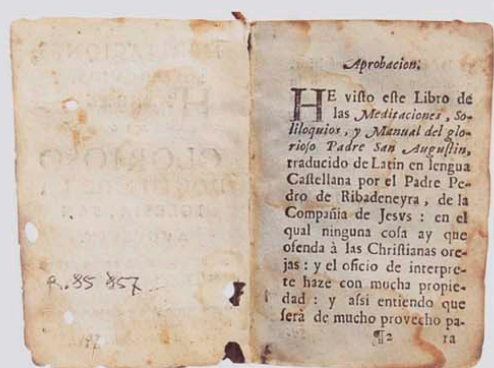 R. 85 857
Aprobacion.
HE visto este Libro de
las Meditaciones, So-
liloquios, y Manual del glo-
rioso Padre San Augustin,
traducido de Latin en lengua
Castellana por el Padre Pe-
dro de Ribadeneyra, de la
Compañia de Jesvs : en el
qual ninguna cosa ay que
ofenda à las Christianas ore-
jas : y el oficio de interpre-
te haze con mucha propie-
dad : y assi entiendo que
serà de mucho provecho pa-
¶2 ra